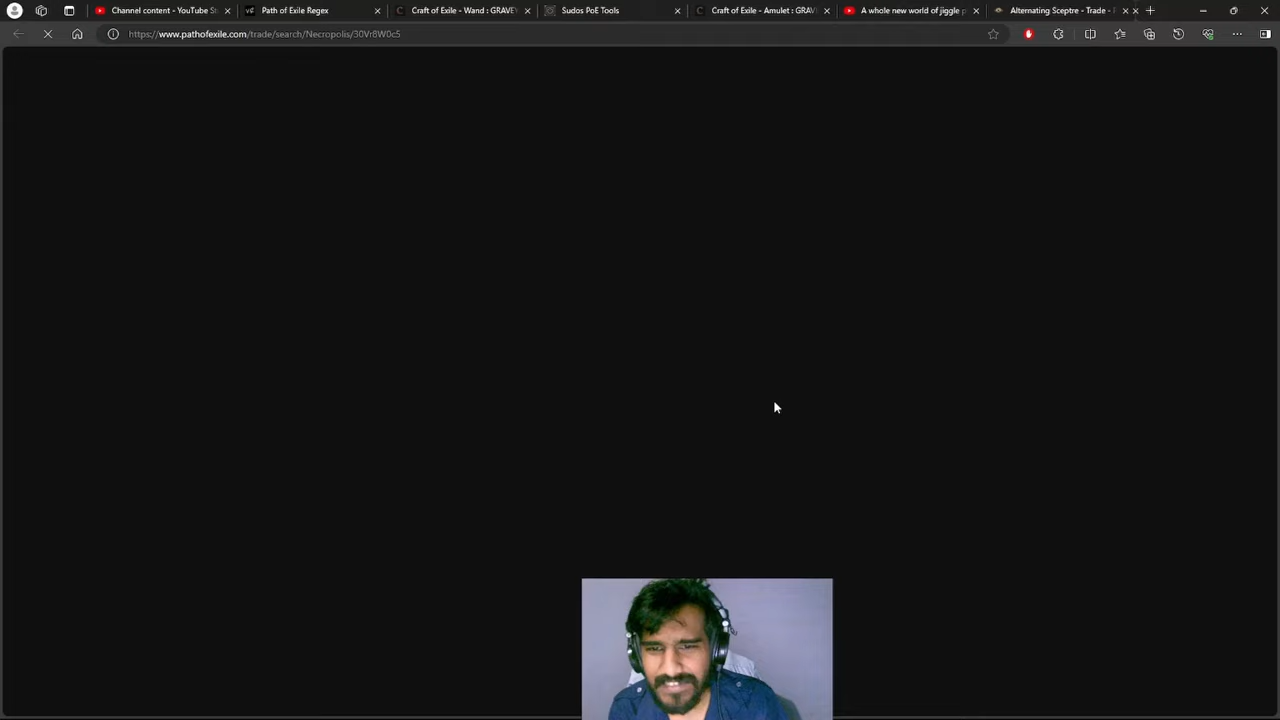 Channel content - YouTube St
Path of Exile Regex
Craft of Exile - Wand : GRAVEY
Sudos PoE Tools
Craft of Exile - Amulet : GRAV
A whole new world of jiggle p
Alternating Sceptre - Trade - P
https://www.pathofexile.com/trade/search/Necropolis/30Vr8W0c5